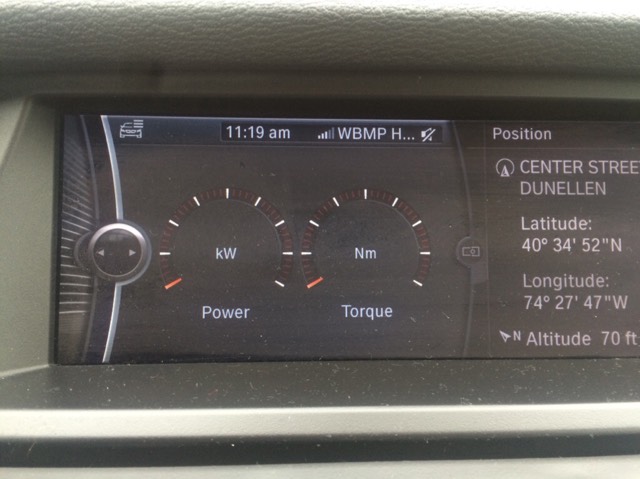 11:19 am WBMP H...
Position
CENTER STREE
DUNELLEN
Latitude:
40° 34' 52"N
Longitude:
74° 27' 47"W
N Altitude 70 ft
kW
Nm
Power
Torque